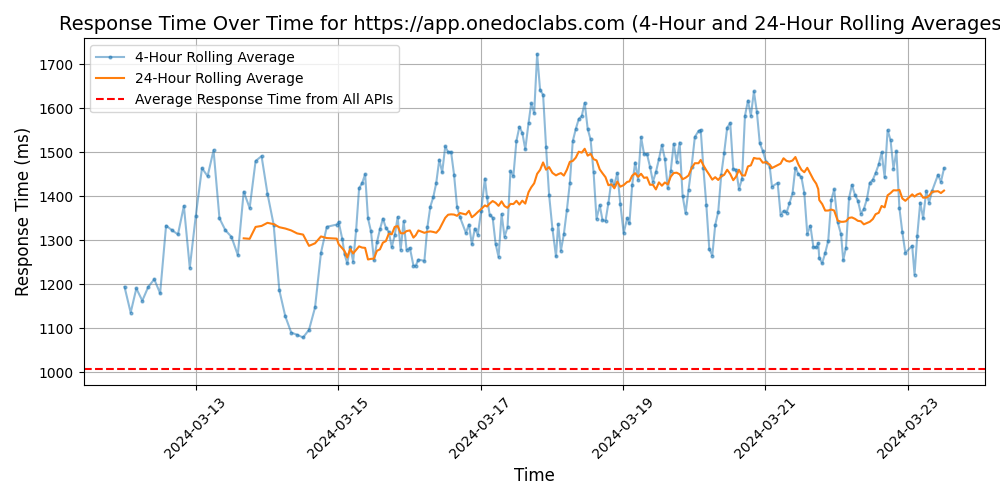 Response Time Over Time for https://app.onedoclabs.com (4-Hour and 24-Hour Rolling Averages
4-Hour Rolling Average
24-Hour Rolling Average
Average Response Time from All APIs
Response Time (ms)
1700
1600
1500
1400
1300
1200
1100
1000
2024-03-13
2024-03-15
2024-03-17
2024-03-19
2024-03-21
2024-03-23
Time